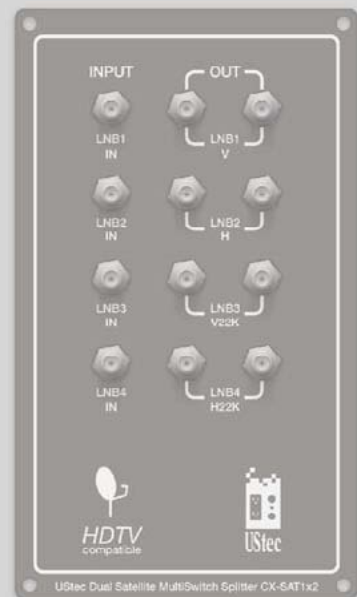 INPUT OUT
LNB1
IN
LNB1
V
LNB2
IN
LNB2
H
LNB3
IN
LNB3
V22K
LNB4
IN
LNB4
H22K
HDTV
compatible
UStec
UStec Dual Satellite MultiSwitch Splitter CX-SAT1x2